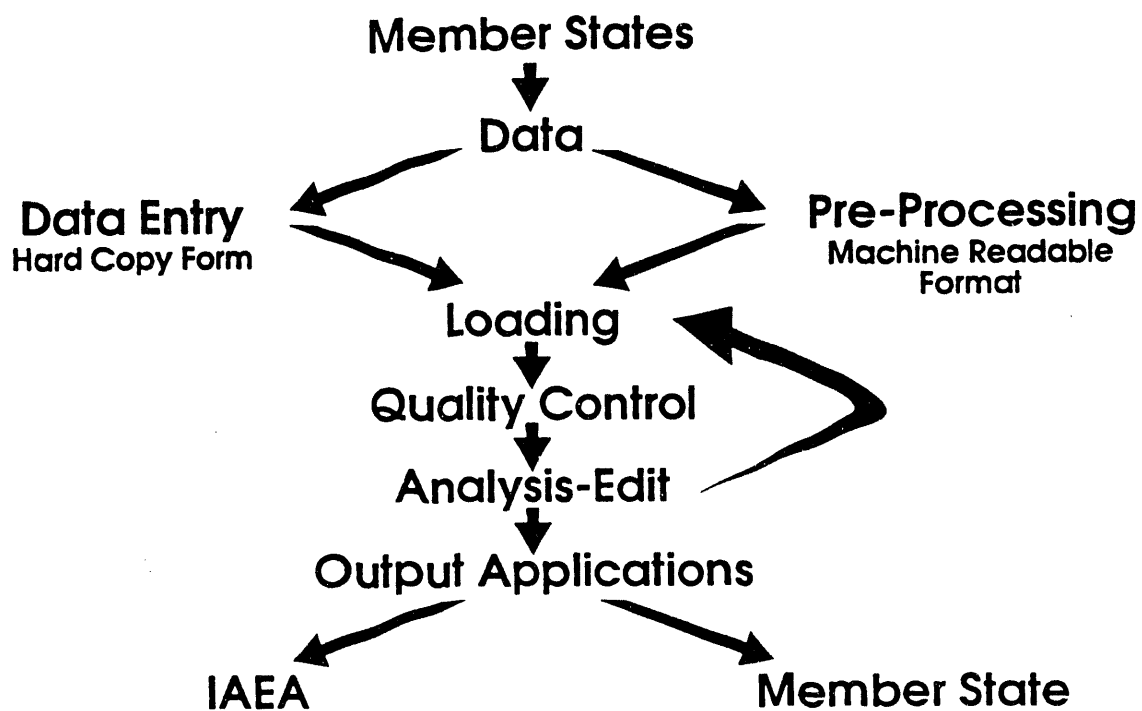 Member States
Data
Data Entry
Hard Copy Form
Pre-Processing
Machine Readable
Format
Loading
Quality Control
Analysis-Edit
Output Applications
IAEA
Member State